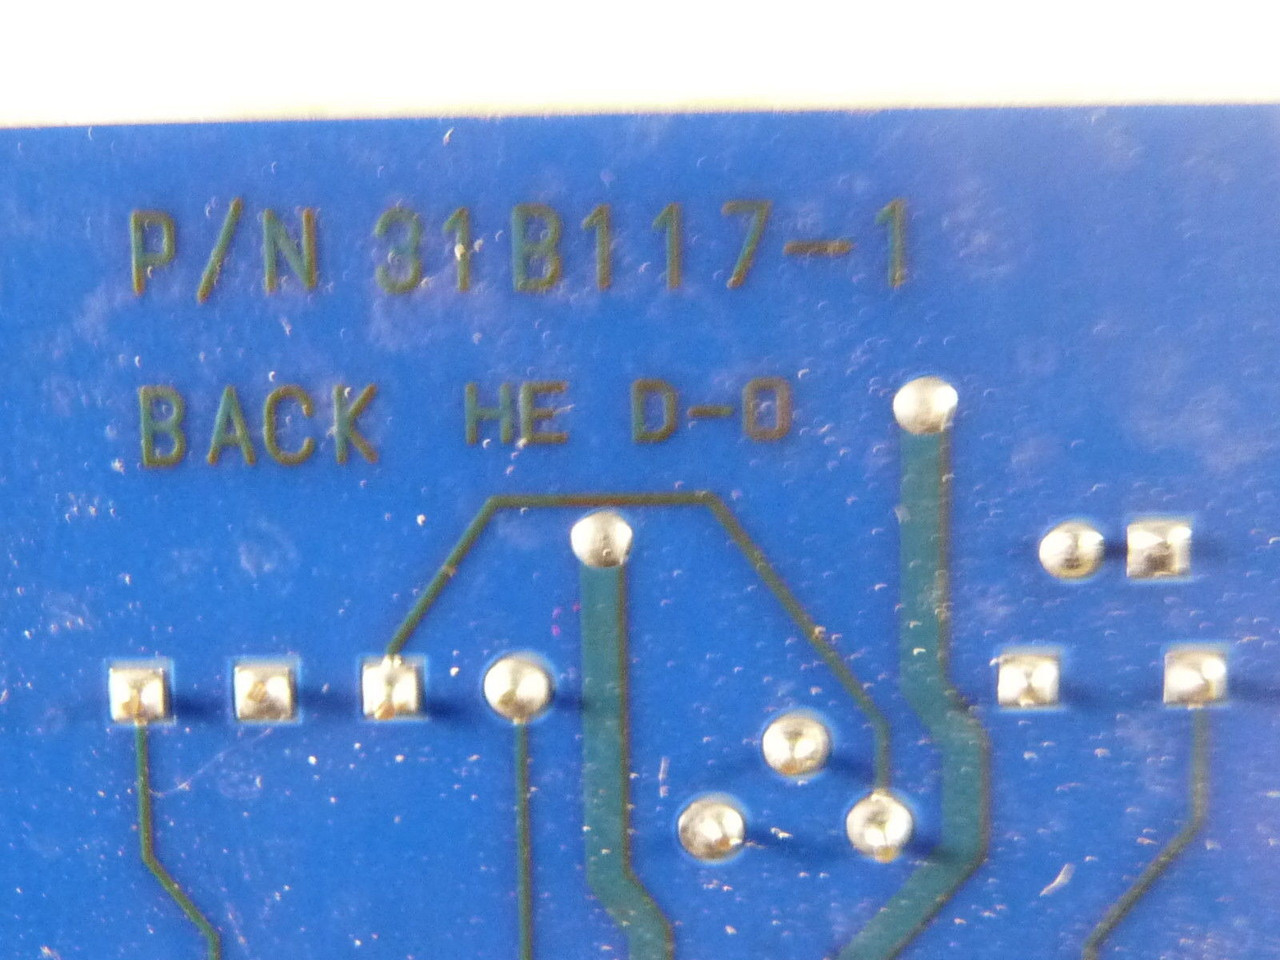 P/N 31B117-1
BACK HE D-0